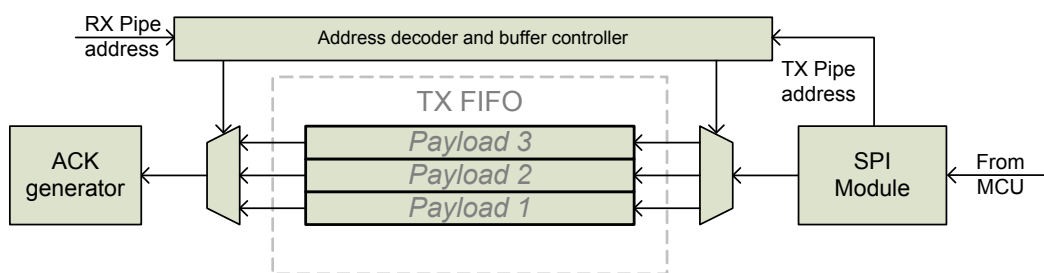 RX Pipe
address
Address decoder and buffer controller
TX Pipe
address
TX FIFO
Payload 3
Payload 2
Payload 1
ACK
generator
SPI
Module
From
MCU